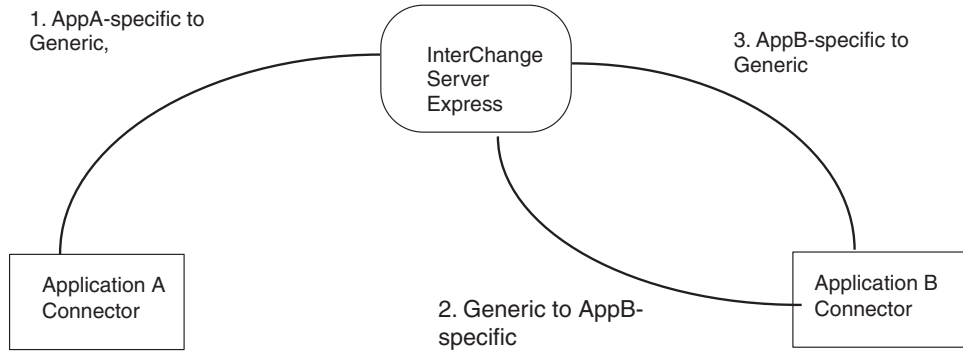 1. AppA-specific to
Generic,
InterChange
Server
Express
3. AppB-specific to
Generic
Application A
Connector
2. Generic to AppB-
specific
Application B
Connector